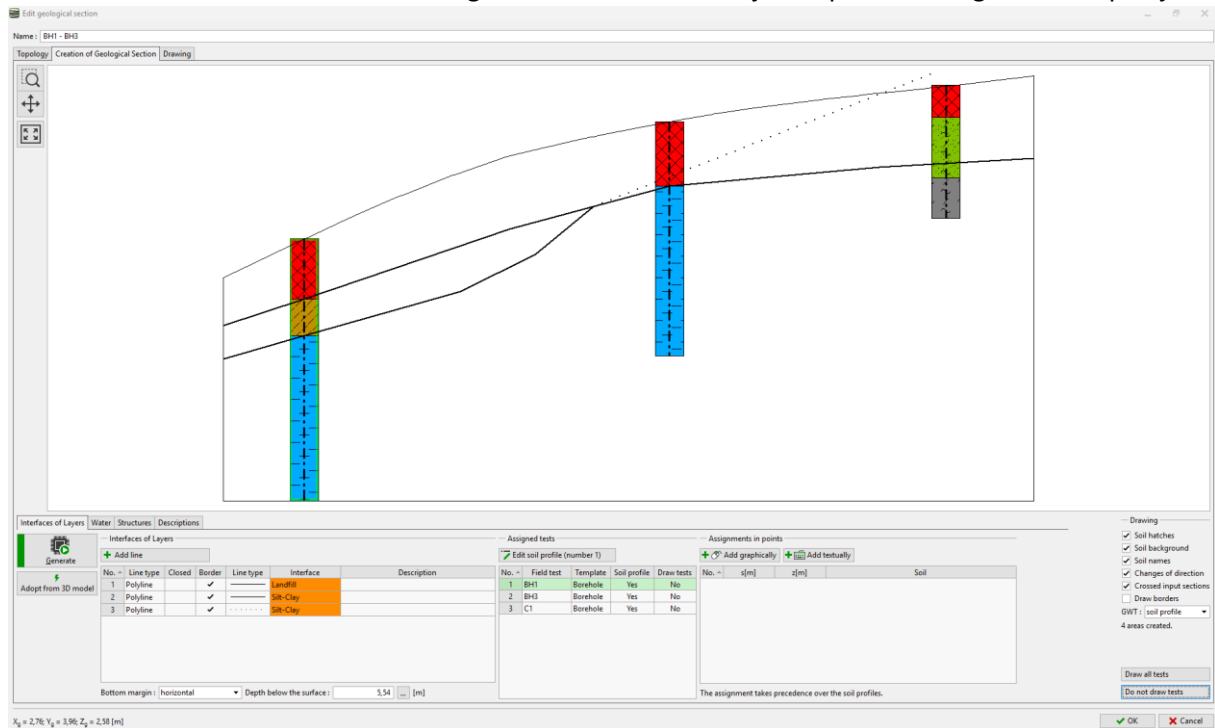 Edit geological section
Name : BH1 - BH3
Topology Creation of Geological Section Drawing
Interfaces of Layers Water Structures Descriptions
Generate
Adopt from 3D model
Interfaces of Layers
Add line
No. Line type Closed Border Line type Interface Description
1 Polyline Landfill
2 Polyline Silt-Clay
3 Polyline Silt-Clay
Bottom margin : horizontal Depth below the surface : 5,54 ... [m]
Assigned tests
Edit soil profile (number 1)
No. Field test Template Soil profile Draw tests
1 BH1 Borehole Yes No
2 BH3 Borehole Yes No
3 C1 Borehole Yes No
Assignments in points
Add graphically Add textually
No. s[m] z[m] Soil
The assignment takes precedence over the soil profiles.
Drawing
Soil hatches
Soil background
Soil names
Changes of direction
Crossed input sections
Draw borders
GWT : soil profile
4 areas created.
Draw all tests
Do not draw tests
Xg = 2,76; Yg = 3,96; Zg = 2,58 [m]
OK Cancel